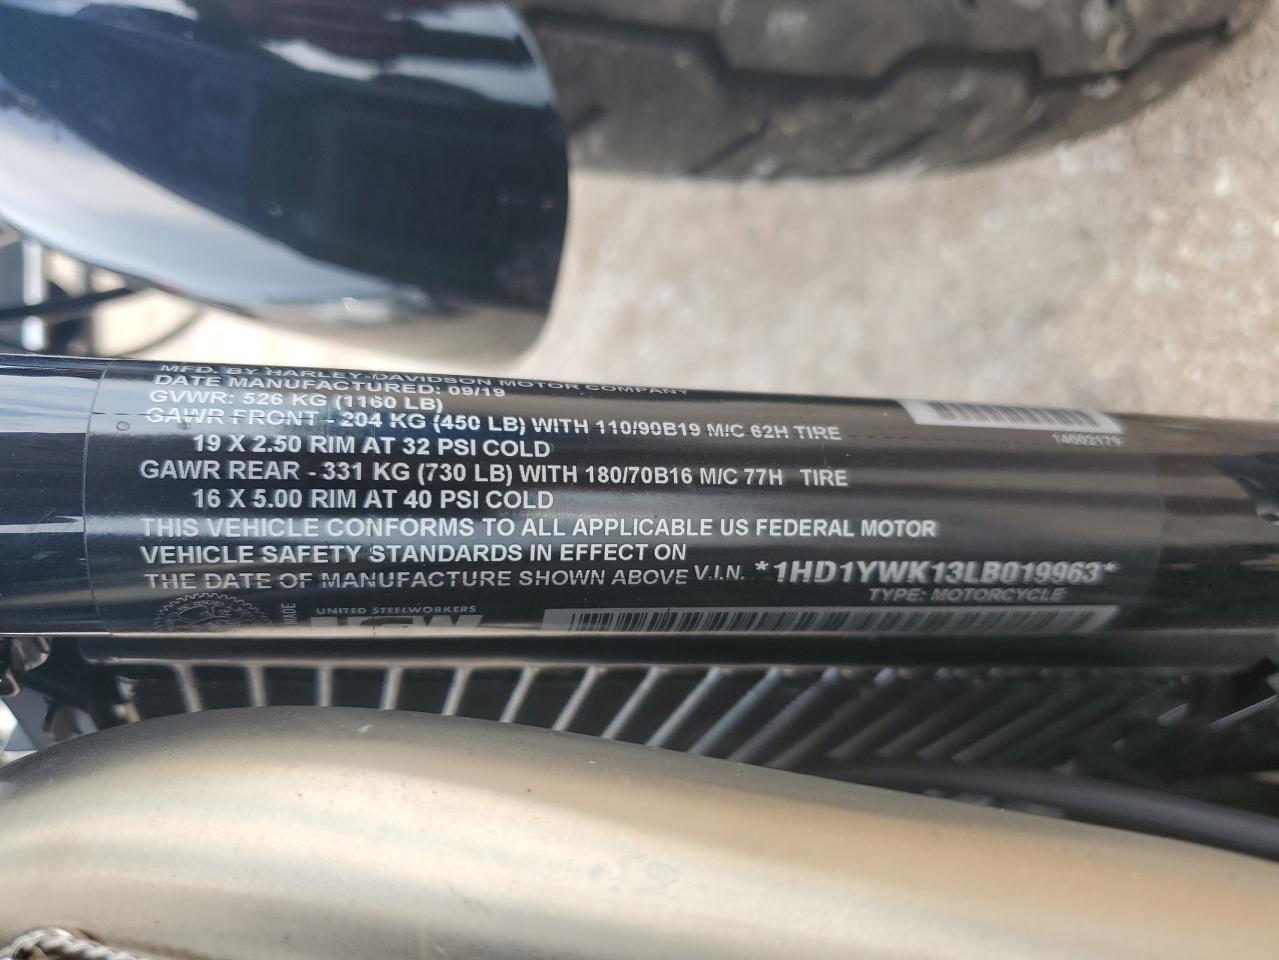 MFD. BY HARLEY-DAVIDSON MOTOR COMPANY
DATE MANUFACTURED: 09/19
GVWR: 526 KG (1160 LB)
GAWR FRONT - 204 KG (450 LB) WITH 110/90B19 M/C 62H TIRE
19 X 2.50 RIM AT 32 PSI COLD
GAWR REAR - 331 KG (730 LB) WITH 180/70B16 M/C 77H TIRE
16 X 5.00 RIM AT 40 PSI COLD
THIS VEHICLE CONFORMS TO ALL APPLICABLE US FEDERAL MOTOR
VEHICLE SAFETY STANDARDS IN EFFECT ON
THE DATE OF MANUFACTURE SHOWN ABOVE V.I.N. *1HD1YWK13LB019963*
TYPE: MOTORCYCLE
14002179
MADE
UNITED STEELWORKERS
USW